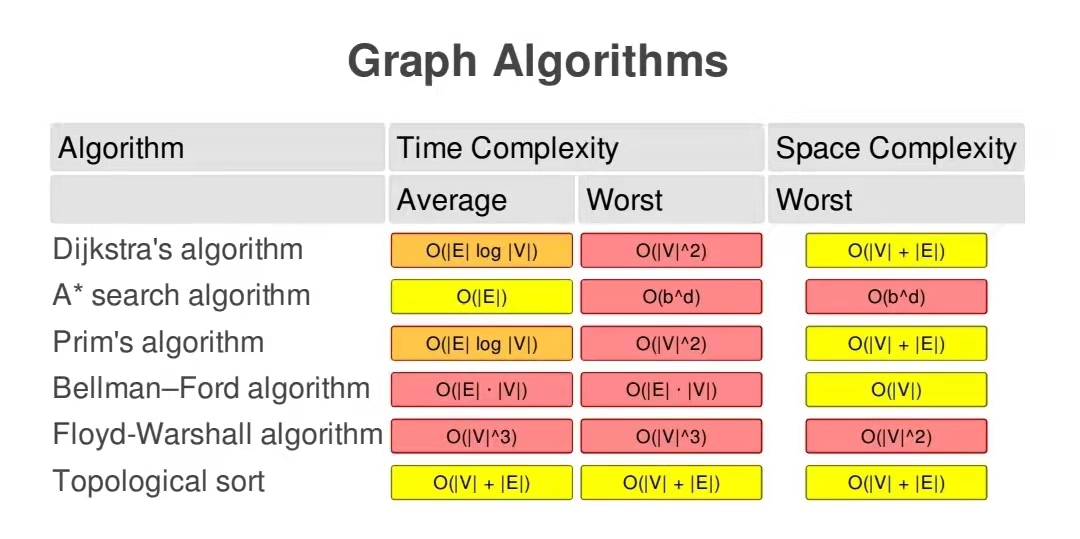 Graph Algorithms
Algorithm Time Complexity Space Complexity
Average Worst Worst
Dijkstra's algorithm O(|E| log |V|) O(|V|^2) O(|V| + |E|)
A* search algorithm O(|E|) O(b^d) O(b^d)
Prim's algorithm O(|E| log |V|) O(|V|^2) O(|V| + |E|)
Bellman–Ford algorithm O(|E| · |V|) O(|E| · |V|) O(|V|)
Floyd-Warshall algorithm O(|V|^3) O(|V|^3) O(|V|^2)
Topological sort O(|V| + |E|) O(|V| + |E|) O(|V| + |E|)